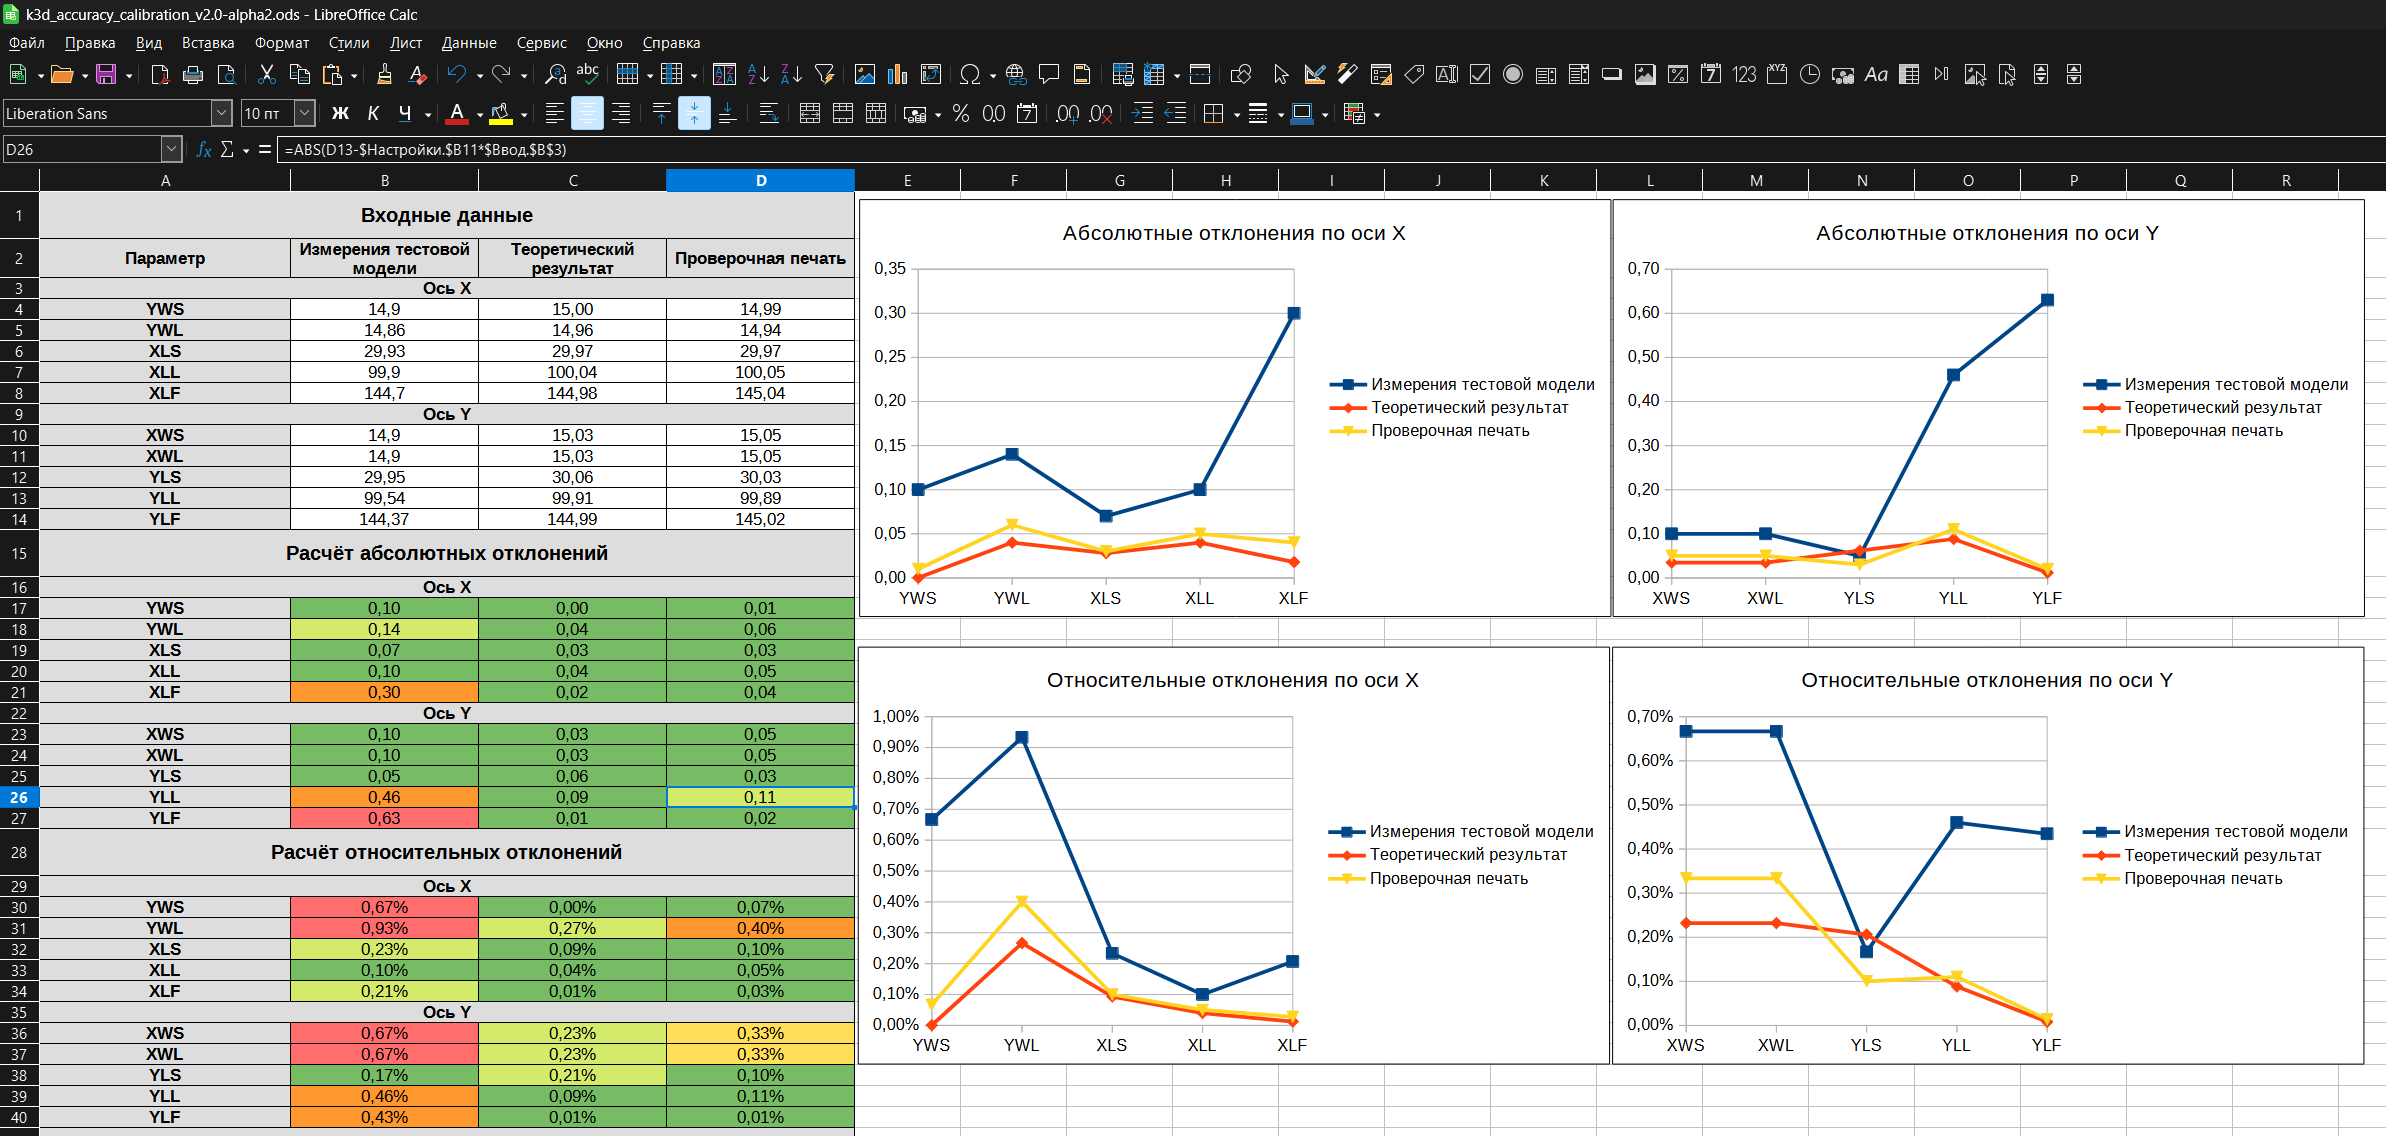 k3d_accuracy_calibration_v2.0-alpha2.ods - LibreOffice Calc
Файл Правка Вид Вставка Формат Стили Лист Данные Сервис Окно Справка
Liberation Sans 10 пт Ж К Ч
D26 =ABS(D13-$Настройки.$B11*$Ввод.$B$3)
A B C D E F G H I J K L M N O P Q R
1 Входные данные
2 Параметр Измерения тестовой модели Теоретический результат Проверочная печать
3 Ось X
4 YWS 14,9 15,00 14,99
5 YWL 14,86 14,96 14,94
6 XLS 29,93 29,97 29,97
7 XLL 99,9 100,04 100,05
8 XLF 144,7 144,98 145,04
9 Ось Y
10 XWS 14,9 15,03 15,05
11 XWL 14,9 15,03 15,05
12 YLS 29,95 30,06 30,03
13 YLL 99,54 99,91 99,89
14 YLF 144,37 144,99 145,02
15 Расчёт абсолютных отклонений
16 Ось X
17 YWS 0,10 0,00 0,01
18 YWL 0,14 0,04 0,06
19 XLS 0,07 0,03 0,03
20 XLL 0,10 0,04 0,05
21 XLF 0,30 0,02 0,04
22 Ось Y
23 XWS 0,10 0,03 0,05
24 XWL 0,10 0,03 0,05
25 YLS 0,05 0,06 0,03
26 YLL 0,46 0,09 0,11
27 YLF 0,63 0,01 0,02
28 Расчёт относительных отклонений
29 Ось X
30 YWS 0,67% 0,00% 0,07%
31 YWL 0,93% 0,27% 0,40%
32 XLS 0,23% 0,09% 0,10%
33 XLL 0,10% 0,04% 0,05%
34 XLF 0,21% 0,01% 0,03%
35 Ось Y
36 XWS 0,67% 0,23% 0,33%
37 XWL 0,67% 0,23% 0,33%
38 YLS 0,17% 0,21% 0,10%
39 YLL 0,46% 0,09% 0,11%
40 YLF 0,43% 0,01% 0,01%
Абсолютные отклонения по оси X
0,35
0,30
0,25
0,20
0,15
0,10
0,05
0,00
YWS YWL XLS XLL XLF
Измерения тестовой модели
Теоретический результат
Проверочная печать
Абсолютные отклонения по оси Y
0,70
0,60
0,50
0,40
0,30
0,20
0,10
0,00
XWS XWL YLS YLL YLF
Измерения тестовой модели
Теоретический результат
Проверочная печать
Относительные отклонения по оси X
1,00%
0,90%
0,80%
0,70%
0,60%
0,50%
0,40%
0,30%
0,20%
0,10%
0,00%
YWS YWL XLS XLL XLF
Измерения тестовой модели
Теоретический результат
Проверочная печать
Относительные отклонения по оси Y
0,70%
0,60%
0,50%
0,40%
0,30%
0,20%
0,10%
0,00%
XWS XWL YLS YLL YLF
Измерения тестовой модели
Теоретический результат
Проверочная печать